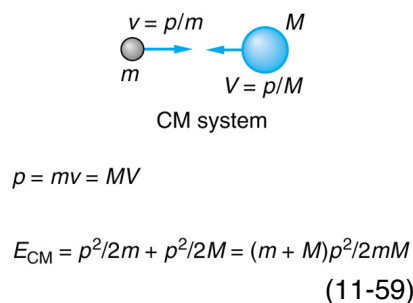 v = p/m
M
m
V = p/M
CM system
p = mv = MV
E_CM = p²/2m + p²/2M = (m + M)p²/2mM
(11-59)